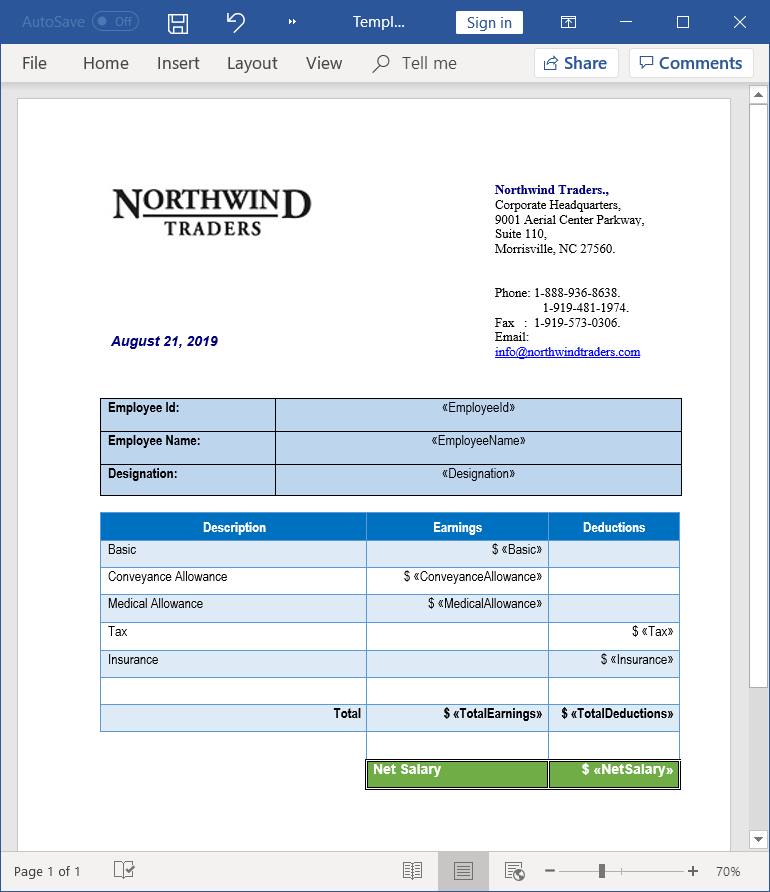 AutoSave Off Templ... Sign in
File Home Insert Layout View Tell me Share Comments
NORTHWIND
TRADERS
Northwind Traders.,
Corporate Headquarters,
9001 Aerial Center Parkway,
Suite 110,
Morrisville, NC 27560.
Phone: 1-888-936-8638.
1-919-481-1974.
Fax : 1-919-573-0306.
Email:
info@northwindtraders.com
August 21, 2019
Employee Id: «EmployeeId»
Employee Name: «EmployeeName»
Designation: «Designation»
Description Earnings Deductions
Basic $ «Basic»
Conveyance Allowance $ «ConveyanceAllowance»
Medical Allowance $ «MedicalAllowance»
Tax $ «Tax»
Insurance $ «Insurance»
Total $ «TotalEarnings» $ «TotalDeductions»
Net Salary $ «NetSalary»
Page 1 of 1 70%